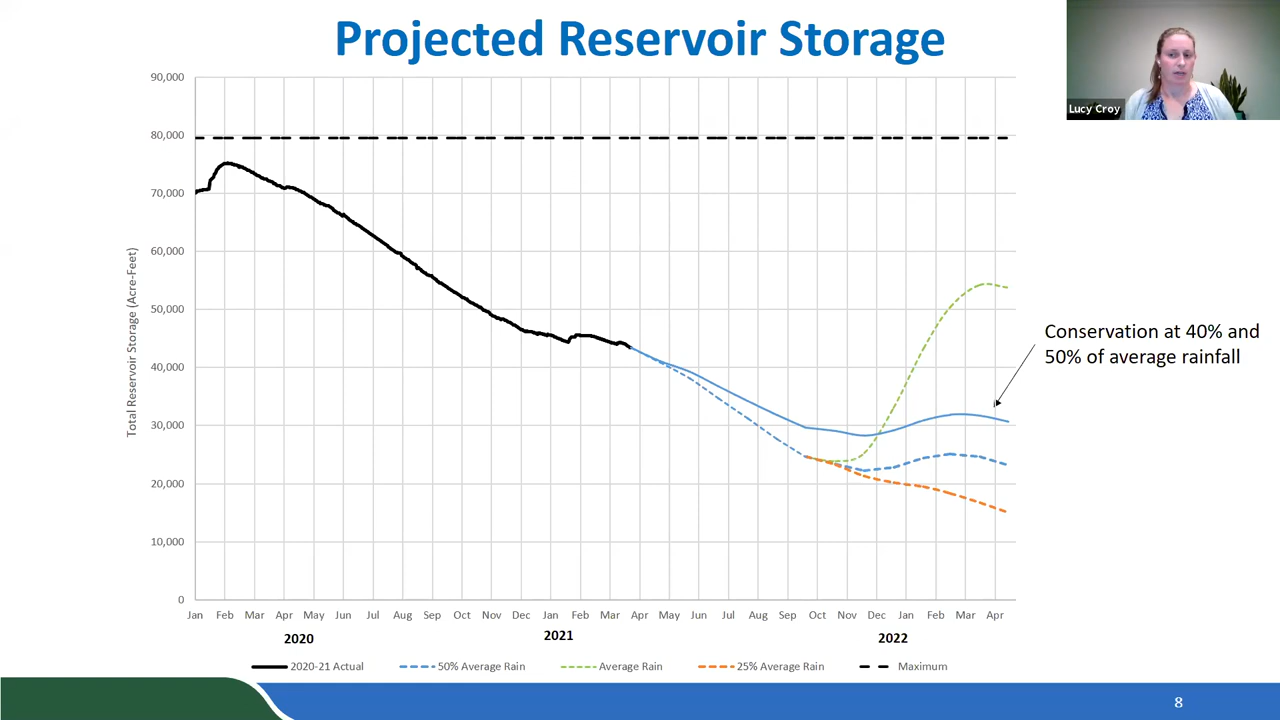 Projected Reservoir Storage
Lucy Croy
90,000
80,000
70,000
60,000
50,000
40,000
30,000
20,000
10,000
0
Total Reservoir Storage (Acre-Feet)
Conservation at 40% and
50% of average rainfall
Jan Feb Mar Apr May Jun Jul Aug Sep Oct Nov Dec Jan Feb Mar Apr May Jun Jul Aug Sep Oct Nov Dec Jan Feb Mar Apr
2020 2021 2022
2020-21 Actual 50% Average Rain Average Rain 25% Average Rain Maximum
8